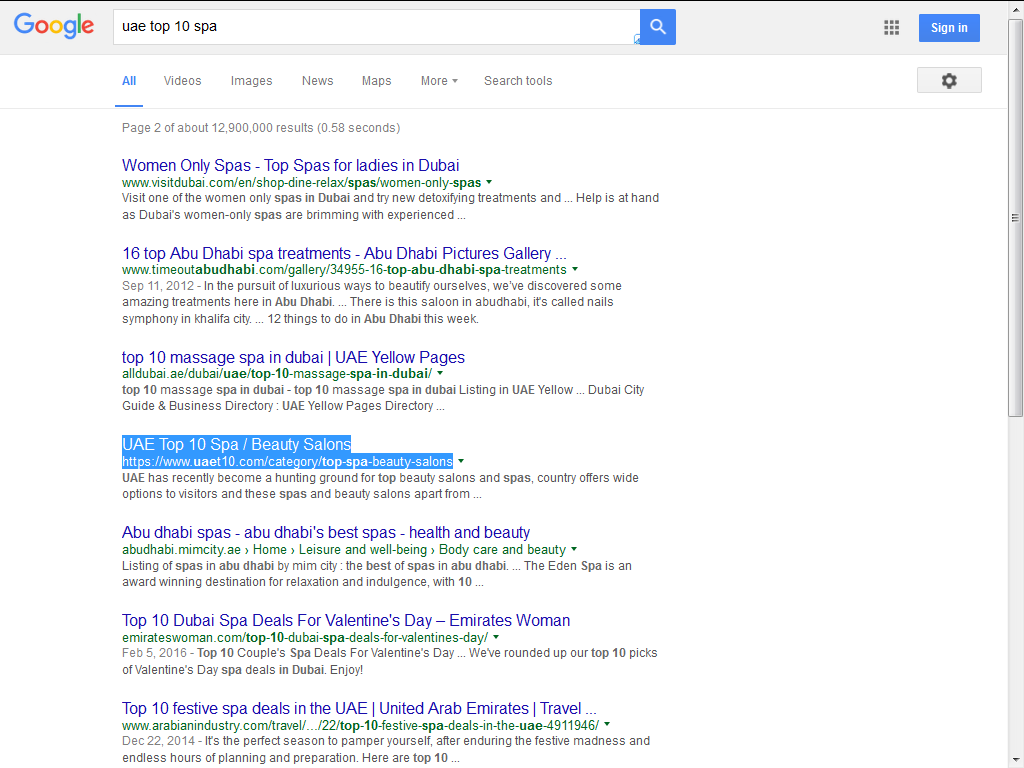 Google
uae top 10 spa
Sign in
All Videos Images News Maps More Search tools
Page 2 of about 12,900,000 results (0.58 seconds)
Women Only Spas - Top Spas for ladies in Dubai
www.visitdubai.com/en/shop-dine-relax/spas/women-only-spas
Visit one of the women only spas in Dubai and try new detoxifying treatments and ... Help is at hand
as Dubai's women-only spas are brimming with experienced ...
16 top Abu Dhabi spa treatments - Abu Dhabi Pictures Gallery ...
www.timeoutabudhabi.com/gallery/34955-16-top-abu-dhabi-spa-treatments
Sep 11, 2012 - In the pursuit of luxurious ways to beautify ourselves, we've discovered some
amazing treatments here in Abu Dhabi. ... There is this saloon in abudhabi, it's called nails
symphony in khalifa city. ... 12 things to do in Abu Dhabi this week.
top 10 massage spa in dubai | UAE Yellow Pages
alldubai.ae/dubai/uae/top-10-massage-spa-in-dubai/
top 10 massage spa in dubai - top 10 massage spa in dubai Listing in UAE Yellow ... Dubai City
Guide & Business Directory : UAE Yellow Pages Directory ...
UAE Top 10 Spa / Beauty Salons
https://www.uaet10.com/category/top-spa-beauty-salons
UAE has recently become a hunting ground for top beauty salons and spas, country offers wide
options to visitors and these spas and beauty salons apart from ...
Abu dhabi spas - abu dhabi's best spas - health and beauty
abudhabi.mimcity.ae › Home › Leisure and well-being › Body care and beauty
Listing of spas in abu dhabi by mim city : the best of spas in abu dhabi. ... The Eden Spa is an
award winning destination for relaxation and indulgence, with 10 ...
Top 10 Dubai Spa Deals For Valentine's Day – Emirates Woman
emirateswoman.com/top-10-dubai-spa-deals-for-valentines-day/
Feb 5, 2016 - Top 10 Couple's Spa Deals For Valentine's Day ... We've rounded up our top 10 picks
of Valentine's Day spa deals in Dubai. Enjoy!
Top 10 festive spa deals in the UAE | United Arab Emirates | Travel ...
www.arabianindustry.com/travel/.../22/top-10-festive-spa-deals-in-the-uae-4911946/
Dec 22, 2014 - It's the perfect season to pamper yourself, after enduring the festive madness and
endless hours of planning and preparation. Here are top 10 ...